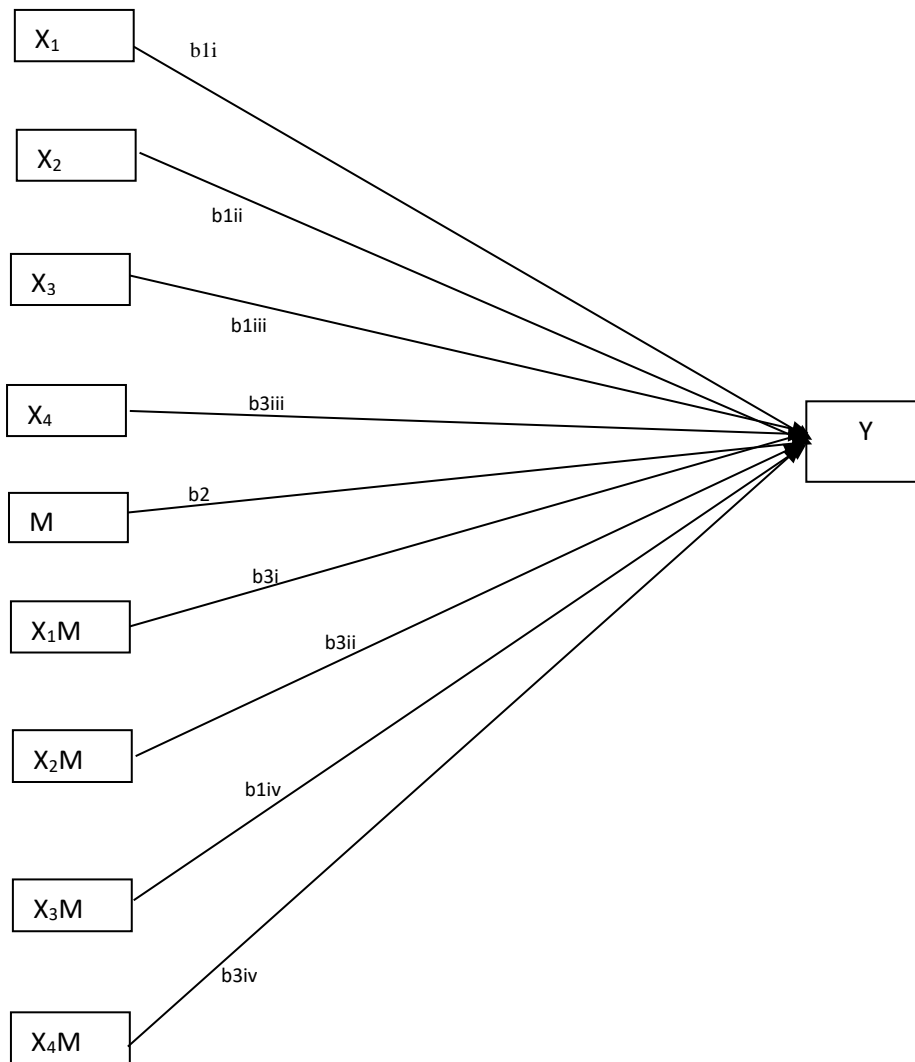 X₁
b1i
X₂
b1ii
X₃
b1iii
X₄
b3iii
Y
M
b2
X₁M
b3i
X₂M
b3ii
X₃M
b1iv
X₄M
b3iv